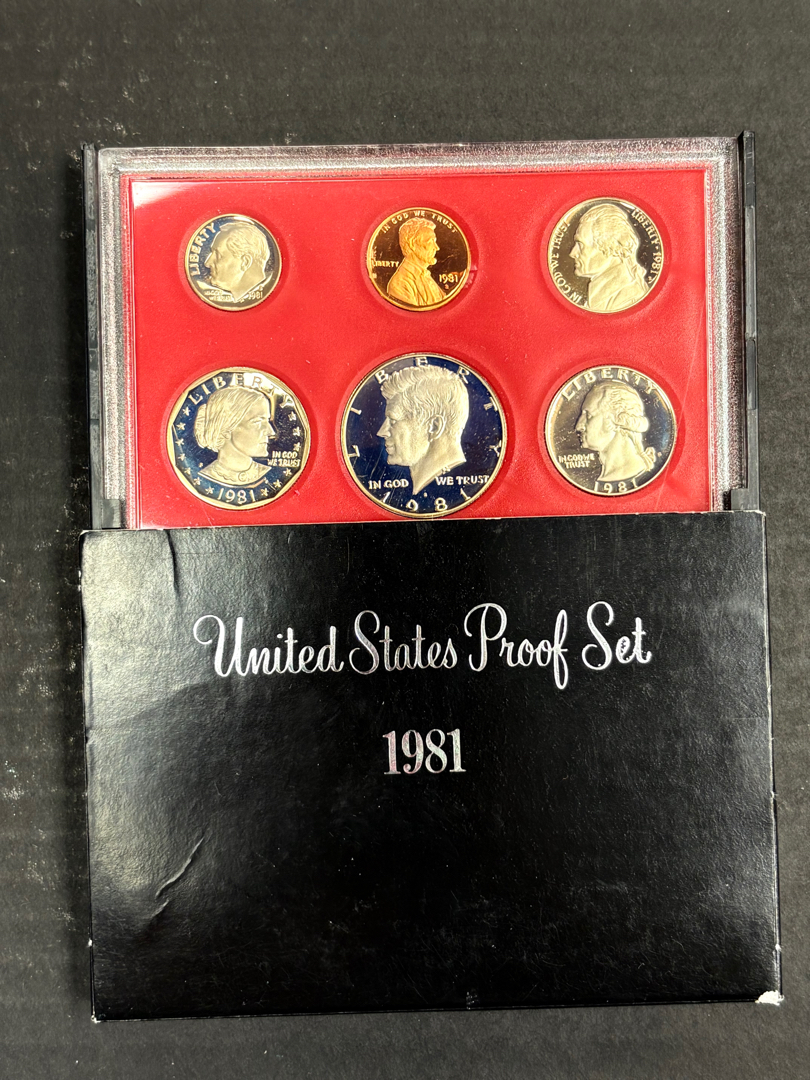 LIBERTY
1981
IN GOD WE TRUST
LIBERTY
1981
S
IN GOD WE TRUST
LIBERTY · 1981
LIBERTY
IN GOD
WE TRUST
1981
LIBERTY
IN GOD WE TRUST
1981
LIBERTY
IN GOD WE
TRUST
1981
United States Proof Set
1981